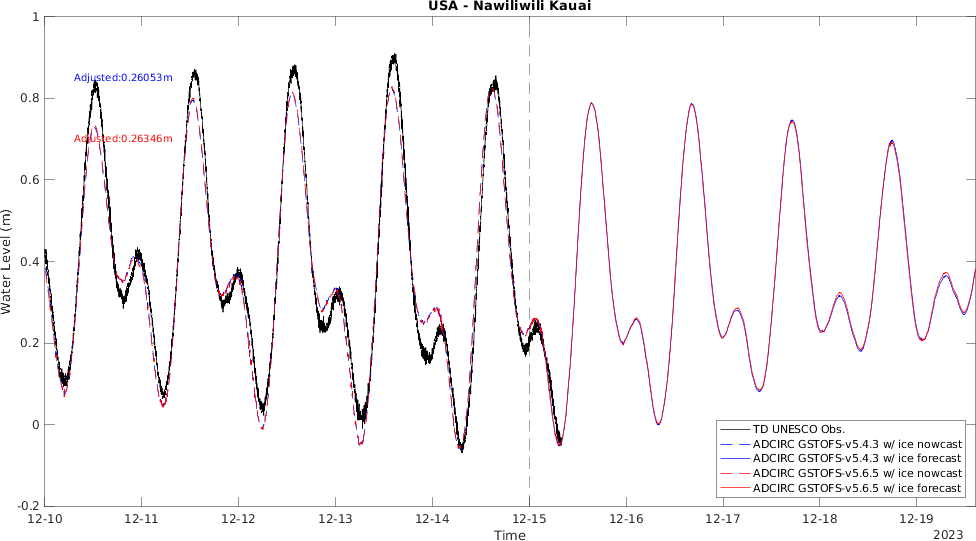 USA - Nawiliwili Kauai
1
0.8
0.6
0.4
0.2
0
-0.2
Water Level (m)
Adjusted:0.26053m
Adjusted:0.26346m
TD UNESCO Obs.
ADCIRC GSTOFS-v5.4.3 w/ ice nowcast
ADCIRC GSTOFS-v5.4.3 w/ ice forecast
ADCIRC GSTOFS-v5.6.5 w/ ice nowcast
ADCIRC GSTOFS-v5.6.5 w/ ice forecast
12-10 12-11 12-12 12-13 12-14 12-15 12-16 12-17 12-18 12-19
Time
2023